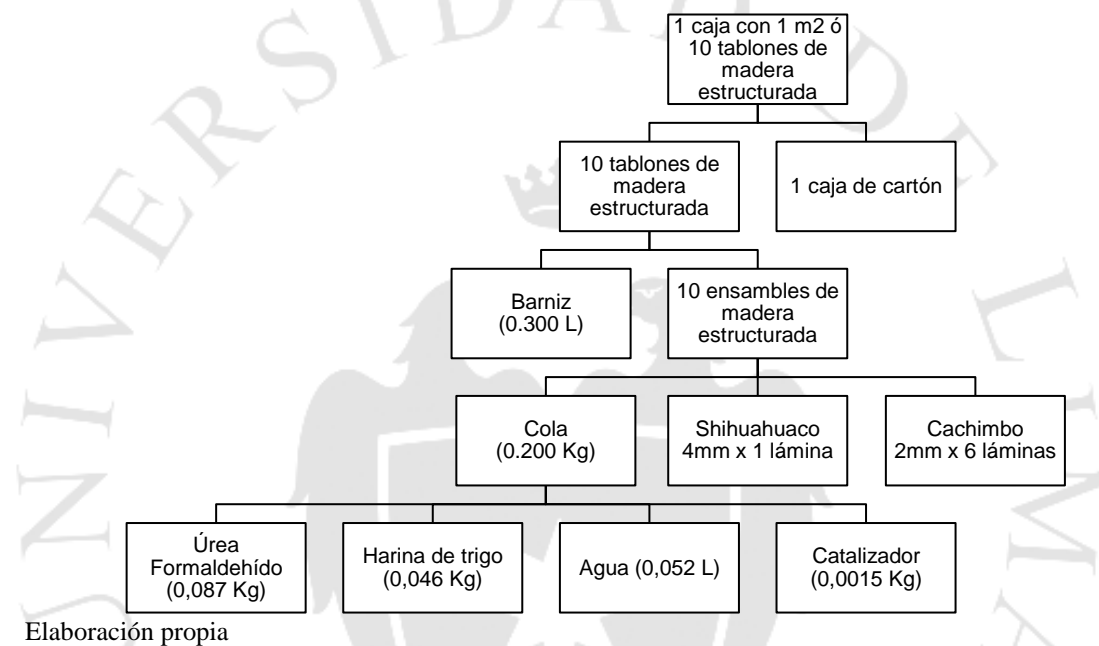 1 caja con 1 m2 ó
10 tablones de
madera
estructurada
10 tablones de
madera
estructurada
1 caja de cartón
Barniz
(0.300 L)
10 ensambles de
madera
estructurada
Cola
(0.200 Kg)
Shihuahuaco
4mm x 1 lámina
Cachimbo
2mm x 6 láminas
Úrea
Formaldehído
(0,087 Kg)
Harina de trigo
(0,046 Kg)
Agua (0,052 L)
Catalizador
(0,0015 Kg)
Elaboración propia
UNIVERSIDAD DE LIMA